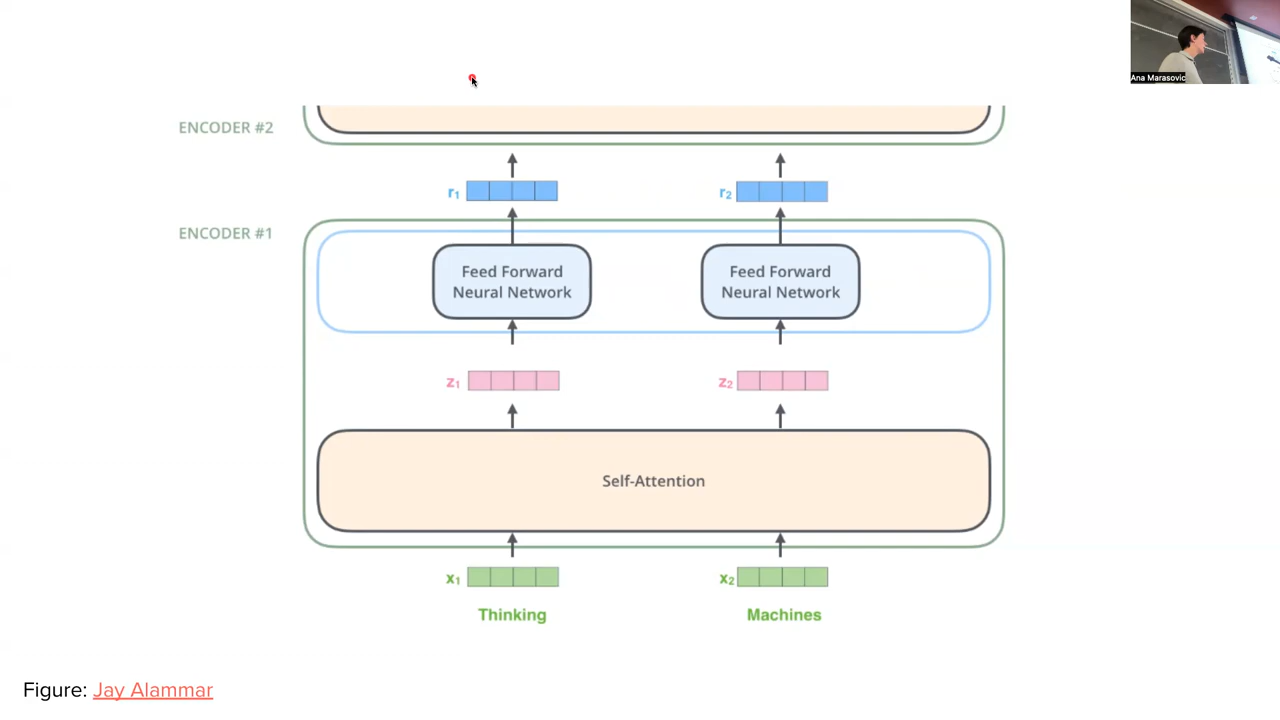 Ana Marasovic
ENCODER #2
r1
r2
ENCODER #1
Feed Forward
Neural Network
Feed Forward
Neural Network
z1
z2
Self-Attention
x1
x2
Thinking
Machines
Figure: Jay Alammar